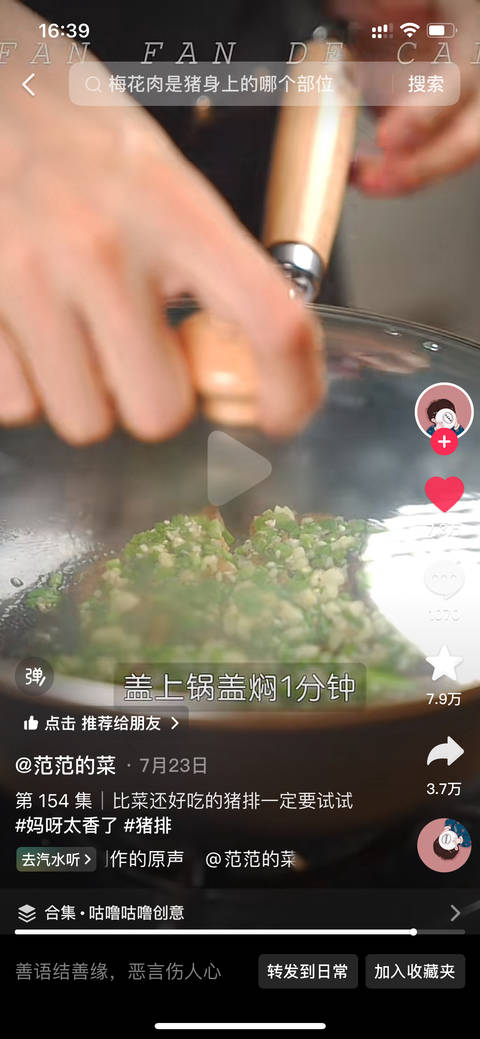 16:39
FAN FAN DE CAI
梅花肉是猪身上的哪个部位
搜索
盖上锅盖焖1分钟
弹
点击 推荐给朋友
7.9万
@范范的菜 · 7月23日
3.7万
第 154 集｜比菜还好吃的猪排一定要试试
#妈呀太香了 #猪排
去汽水听 作的原声 @范范的菜
合集·咕噜咕噜创意
善语结善缘，恶言伤人心
转发到日常
加入收藏夹